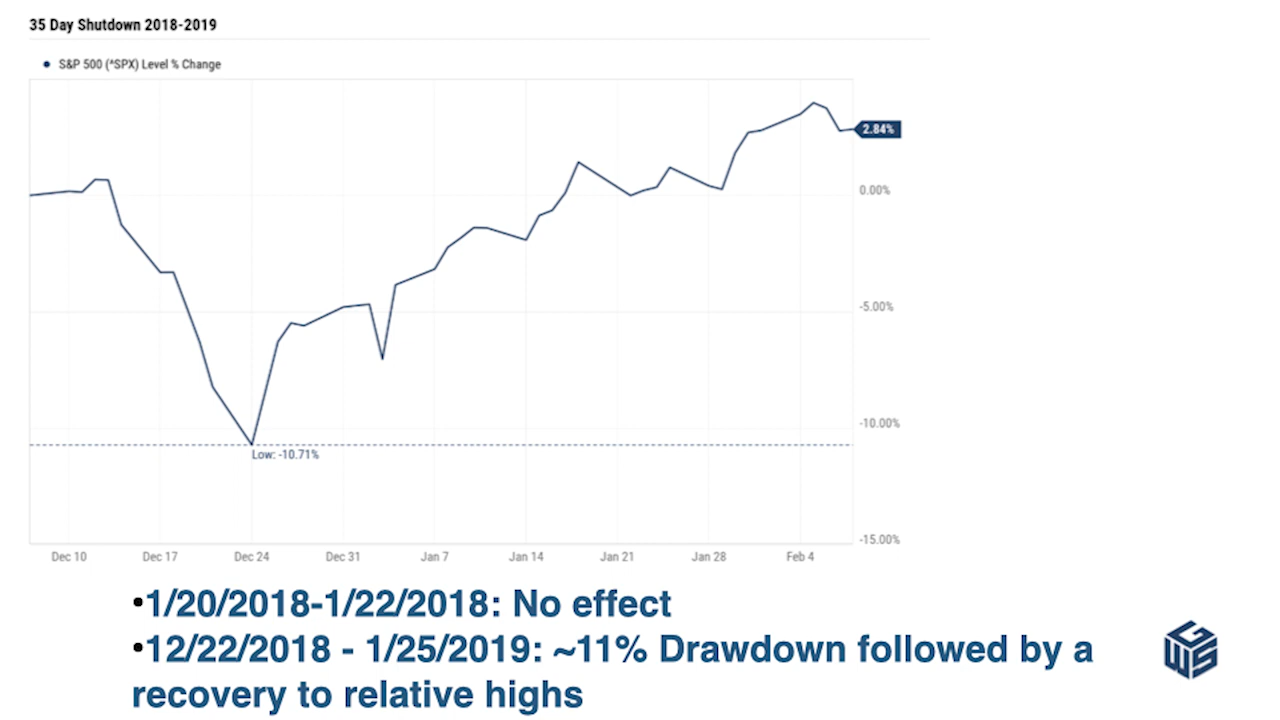 35 Day Shutdown 2018-2019
• S&P 500 (^SPX) Level % Change
2.84%
0.00%
-5.00%
-10.00%
Low: -10.71%
-15.00%
Dec 10 Dec 17 Dec 24 Dec 31 Jan 7 Jan 14 Jan 21 Jan 28 Feb 4
•1/20/2018-1/22/2018: No effect
•12/22/2018 - 1/25/2019: ~11% Drawdown followed by a
recovery to relative highs
GWS